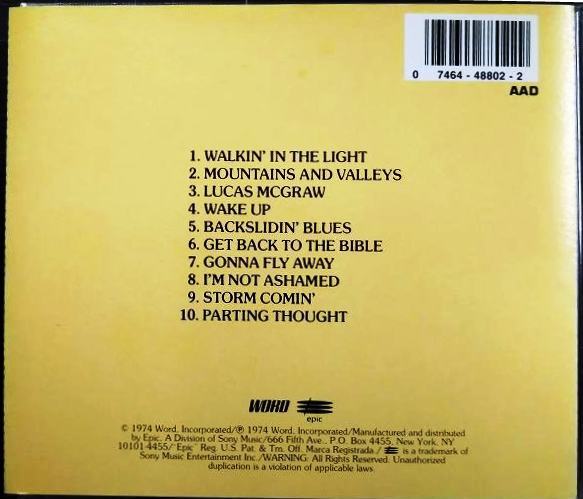 0 7464 - 48802 - 2
AAD
1. WALKIN' IN THE LIGHT
2. MOUNTAINS AND VALLEYS
3. LUCAS MCGRAW
4. WAKE UP
5. BACKSLIDIN' BLUES
6. GET BACK TO THE BIBLE
7. GONNA FLY AWAY
8. I'M NOT ASHAMED
9. STORM COMIN'
10. PARTING THOUGHT
WORD epic
© 1974 Word, Incorporated/℗ 1974 Word, Incorporated/Manufactured and distributed
by Epic, A Division of Sony Music/666 Fifth Ave., P.O. Box 4455, New York, NY
10101-4455/"Epic" Reg. U.S. Pat. & Tm. Off. Marca Registrada./ is a trademark of
Sony Music Entertainment Inc./WARNING: All Rights Reserved. Unauthorized
duplication is a violation of applicable laws.